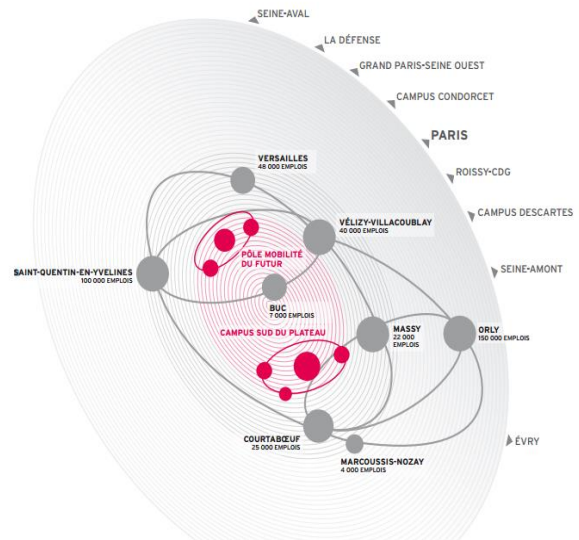 SEINE-AVAL
LA DÉFENSE
GRAND PARIS-SEINE OUEST
CAMPUS CONDORCET
PARIS
ROISSY-CDG
CAMPUS DESCARTES
SEINE-AMONT
ÉVRY
VERSAILLES
48 000 EMPLOIS
VÉLIZY-VILLACOUBLAY
40 000 EMPLOIS
PÔLE MOBILITÉ
DU FUTUR
SAINT-QUENTIN-EN-YVELINES
100 000 EMPLOIS
BUC
7 000 EMPLOIS
CAMPUS SUD DU PLATEAU
MASSY
22 000
EMPLOIS
ORLY
150 000 EMPLOIS
COURTABŒUF
25 000 EMPLOIS
MARCOUSSIS-NOZAY
4 000 EMPLOIS